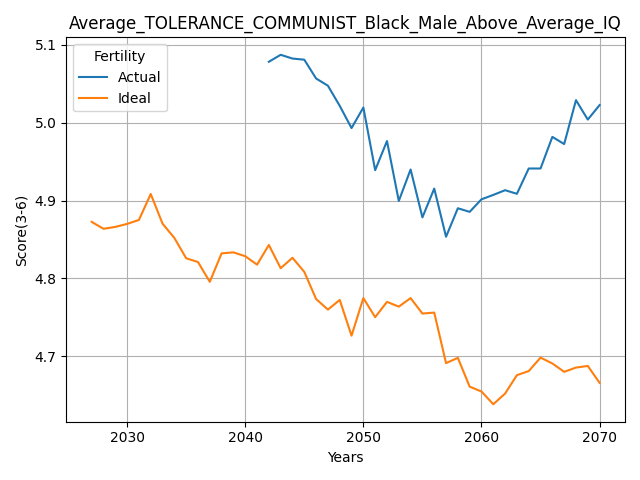 Average_TOLERANCE_COMMUNIST_Black_Male_Above_Average_IQ
Fertility
Actual
Ideal
Score(3-6)
5.1
5.0
4.9
4.8
4.7
2030 2040 2050 2060 2070
Years